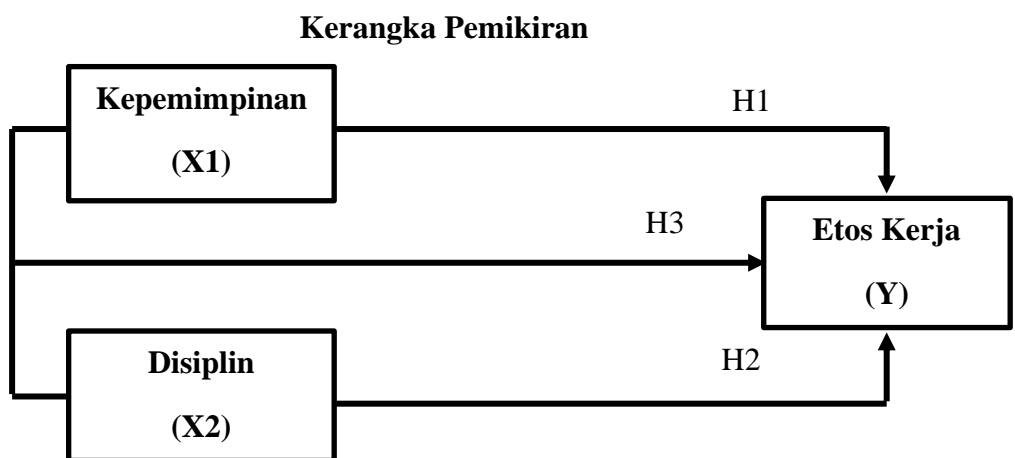 Kerangka Pemikiran
Kepemimpinan
(X1)
H1
H3
Etos Kerja
(Y)
Disiplin
(X2)
H2